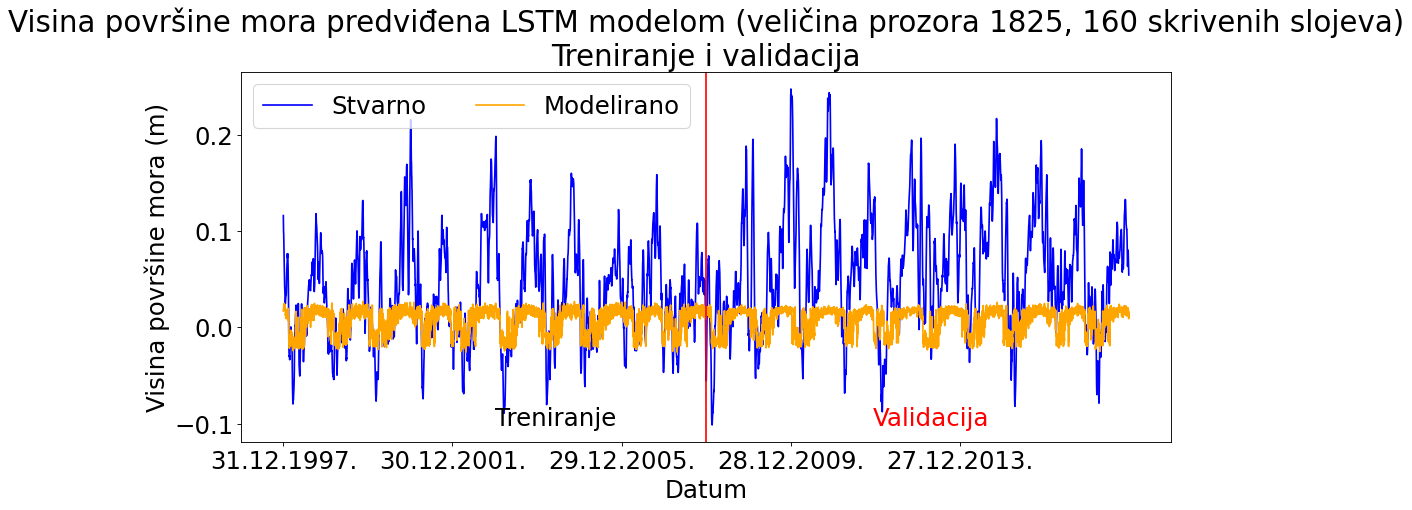 Visina površine mora predviđena LSTM modelom (veličina prozora 1825, 160 skrivenih slojeva)
Treniranje i validacija
Stvarno Modelirano
Visina površine mora (m)
0.2
0.1
0.0
−0.1
Treniranje Validacija
31.12.1997. 30.12.2001. 29.12.2005. 28.12.2009. 27.12.2013.
Datum